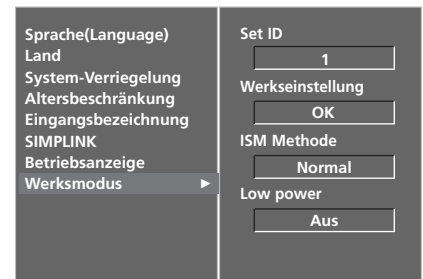 Sprache(Language)
Land
System-Verriegelung
Altersbeschränkung
Eingangsbezeichnung
SIMPLINK
Betriebsanzeige
Werksmodus ►
Set ID
1
Werkseinstellung
OK
ISM Methode
Normal
Low power
Aus